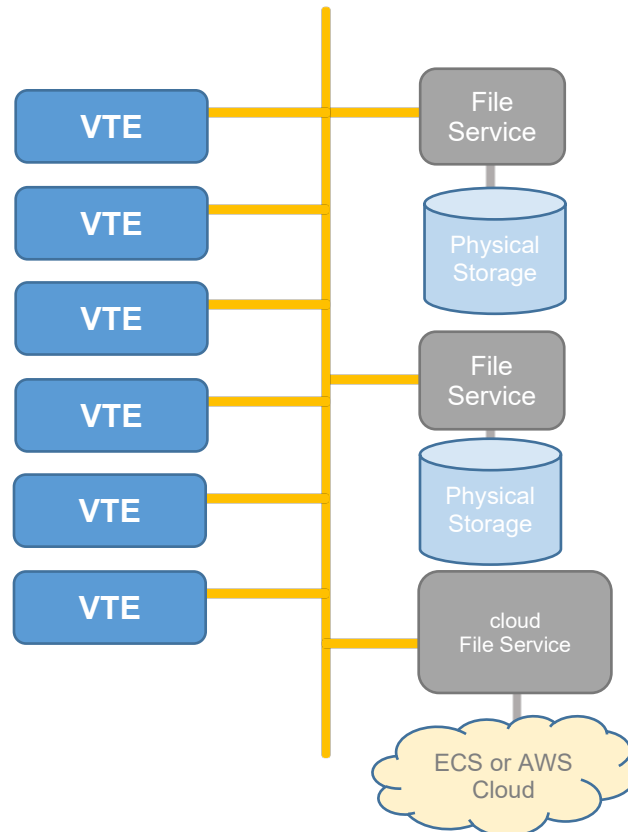 VTE
VTE
VTE
VTE
VTE
VTE
File
Service
Physical
Storage
File
Service
Physical
Storage
cloud
File Service
ECS or AWS
Cloud